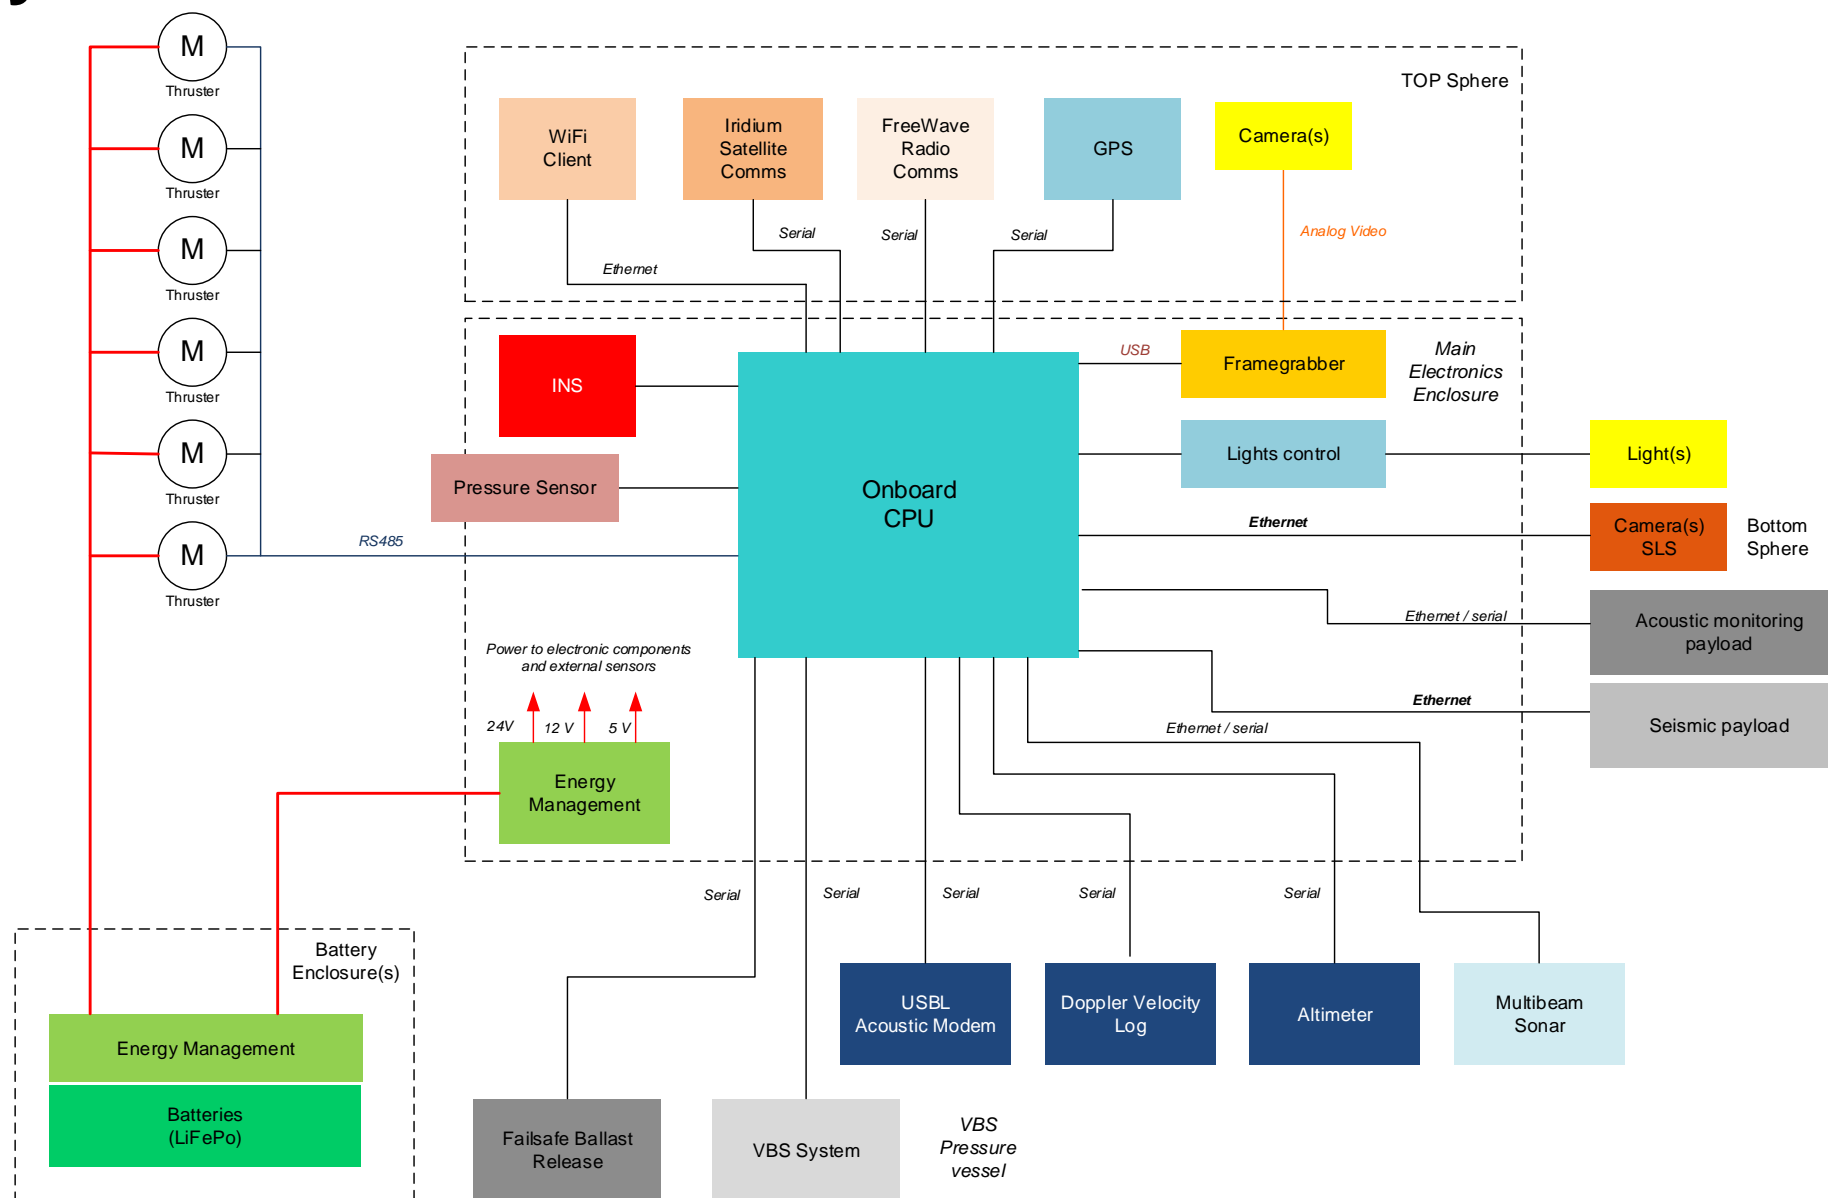 M
Thruster
M
Thruster
M
Thruster
M
Thruster
M
Thruster
M
Thruster
RS485
TOP Sphere
WiFi
Client
Iridium
Satellite
Comms
FreeWave
Radio
Comms
GPS
Camera(s)
Serial
Serial
Serial
Analog Video
Ethernet
INS
Pressure Sensor
Onboard
CPU
USB
Framegrabber
Main
Electronics
Enclosure
Lights control
Light(s)
Ethernet
Camera(s)
SLS
Bottom
Sphere
Ethernet / serial
Acoustic monitoring
payload
Ethernet
Seismic payload
Ethernet / serial
Power to electronic components
and external sensors
24V
12 V
5 V
Energy
Management
Serial
Serial
Serial
Serial
Serial
Battery
Enclosure(s)
Energy Management
Batteries
(LiFePo)
USBL
Acoustic Modem
Doppler Velocity
Log
Altimeter
Multibeam
Sonar
Failsafe Ballast
Release
VBS System
VBS
Pressure
vessel